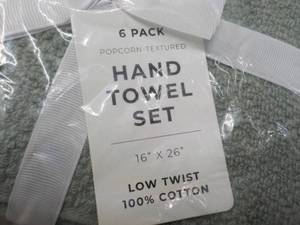 6 PACK
POPCORN TEXTURED
HAND
TOWEL
SET
16" X 26"
LOW TWIST
100% COTTON